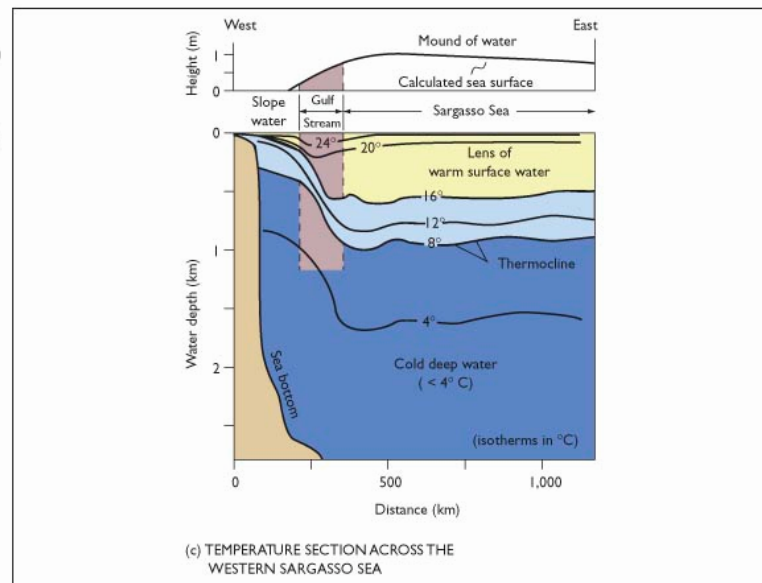 West
East
Mound of water
Height (m)
1
0
Calculated sea surface
Slope
water
Gulf
Stream
Sargasso Sea
0
24°
20°
Lens of
warm surface water
16°
12°
8°
1
Thermocline
Water depth (km)
4°
2
Sea bottom
Cold deep water
( < 4° C)
(isotherms in °C)
0
500
1,000
Distance (km)
(c) TEMPERATURE SECTION ACROSS THE
WESTERN SARGASSO SEA